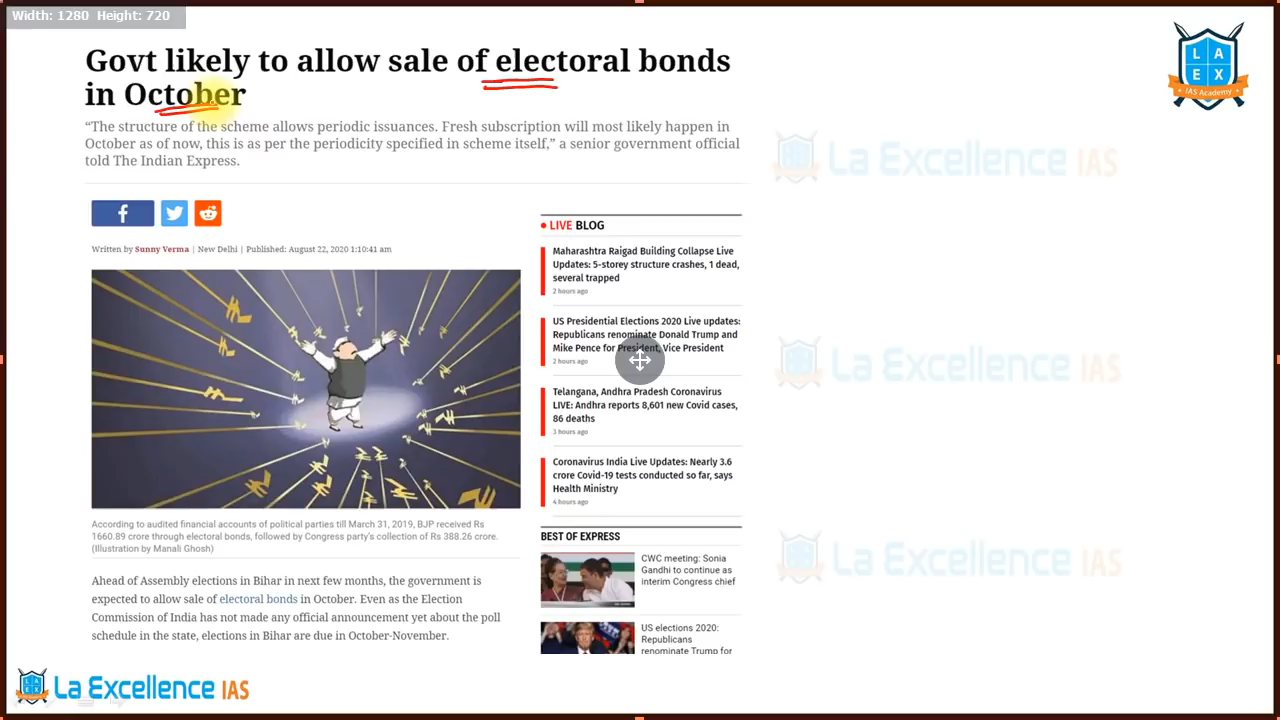 Width: 1280 Height: 720
Govt likely to allow sale of electoral bonds
in October
“The structure of the scheme allows periodic issuances. Fresh subscription will most likely happen in
October as of now, this is as per the periodicity specified in scheme itself,” a senior government official
told The Indian Express.
Written by Sunny Verma | New Delhi | Published: August 22, 2020 1:10:41 am
According to audited financial accounts of political parties till March 31, 2019, BJP received Rs
1660.89 crore through electoral bonds, followed by Congress party's collection of Rs 388.26 crore.
(Illustration by Manali Ghosh)
Ahead of Assembly elections in Bihar in next few months, the government is
expected to allow sale of electoral bonds in October. Even as the Election
Commission of India has not made any official announcement yet about the poll
schedule in the state, elections in Bihar are due in October-November.
LIVE BLOG
Maharashtra Raigad Building Collapse Live
Updates: 5-storey structure crashes, 1 dead,
several trapped
2 hours ago
US Presidential Elections 2020 Live updates:
Republicans renominate Donald Trump and
Mike Pence for President, Vice President
2 hours ago
Telangana, Andhra Pradesh Coronavirus
LIVE: Andhra reports 8,601 new Covid cases,
86 deaths
3 hours ago
Coronavirus India Live Updates: Nearly 3.6
crore Covid-19 tests conducted so far, says
Health Ministry
4 hours ago
BEST OF EXPRESS
CWC meeting: Sonia
Gandhi to continue as
interim Congress chief
US elections 2020:
Republicans
renominate Trump for
L A
E X
IAS Academy
La Excellence IAS
La Excellence IAS
La Excellence IAS
La Excellence IAS